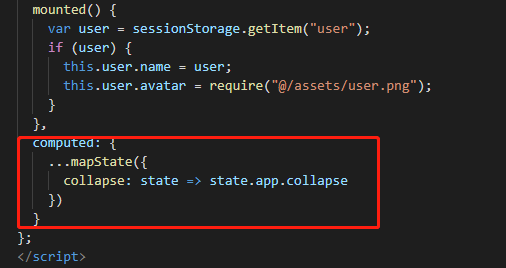 mounted() {
var user = sessionStorage.getItem("user");
if (user) {
this.user.name = user;
this.user.avatar = require("@/assets/user.png");
}
},
computed: {
...mapState({
collapse: state => state.app.collapse
})
}
};
</script>